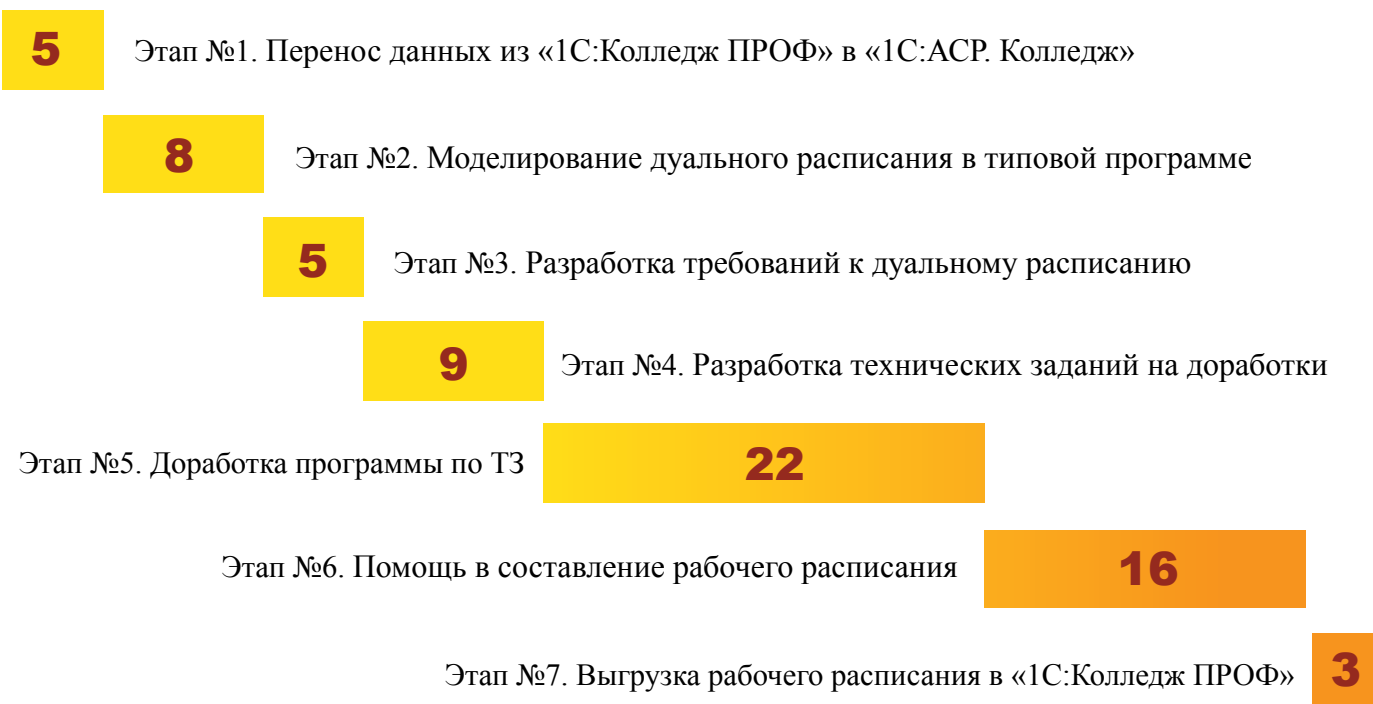 5 Этап №1. Перенос данных из «1С:Колледж ПРОФ» в «1С:АСР. Колледж»
8 Этап №2. Моделирование дуального расписания в типовой программе
5 Этап №3. Разработка требований к дуальному расписанию
9 Этап №4. Разработка технических заданий на доработки
Этап №5. Доработка программы по ТЗ 22
Этап №6. Помощь в составление рабочего расписания 16
Этап №7. Выгрузка рабочего расписания в «1С:Колледж ПРОФ» 3